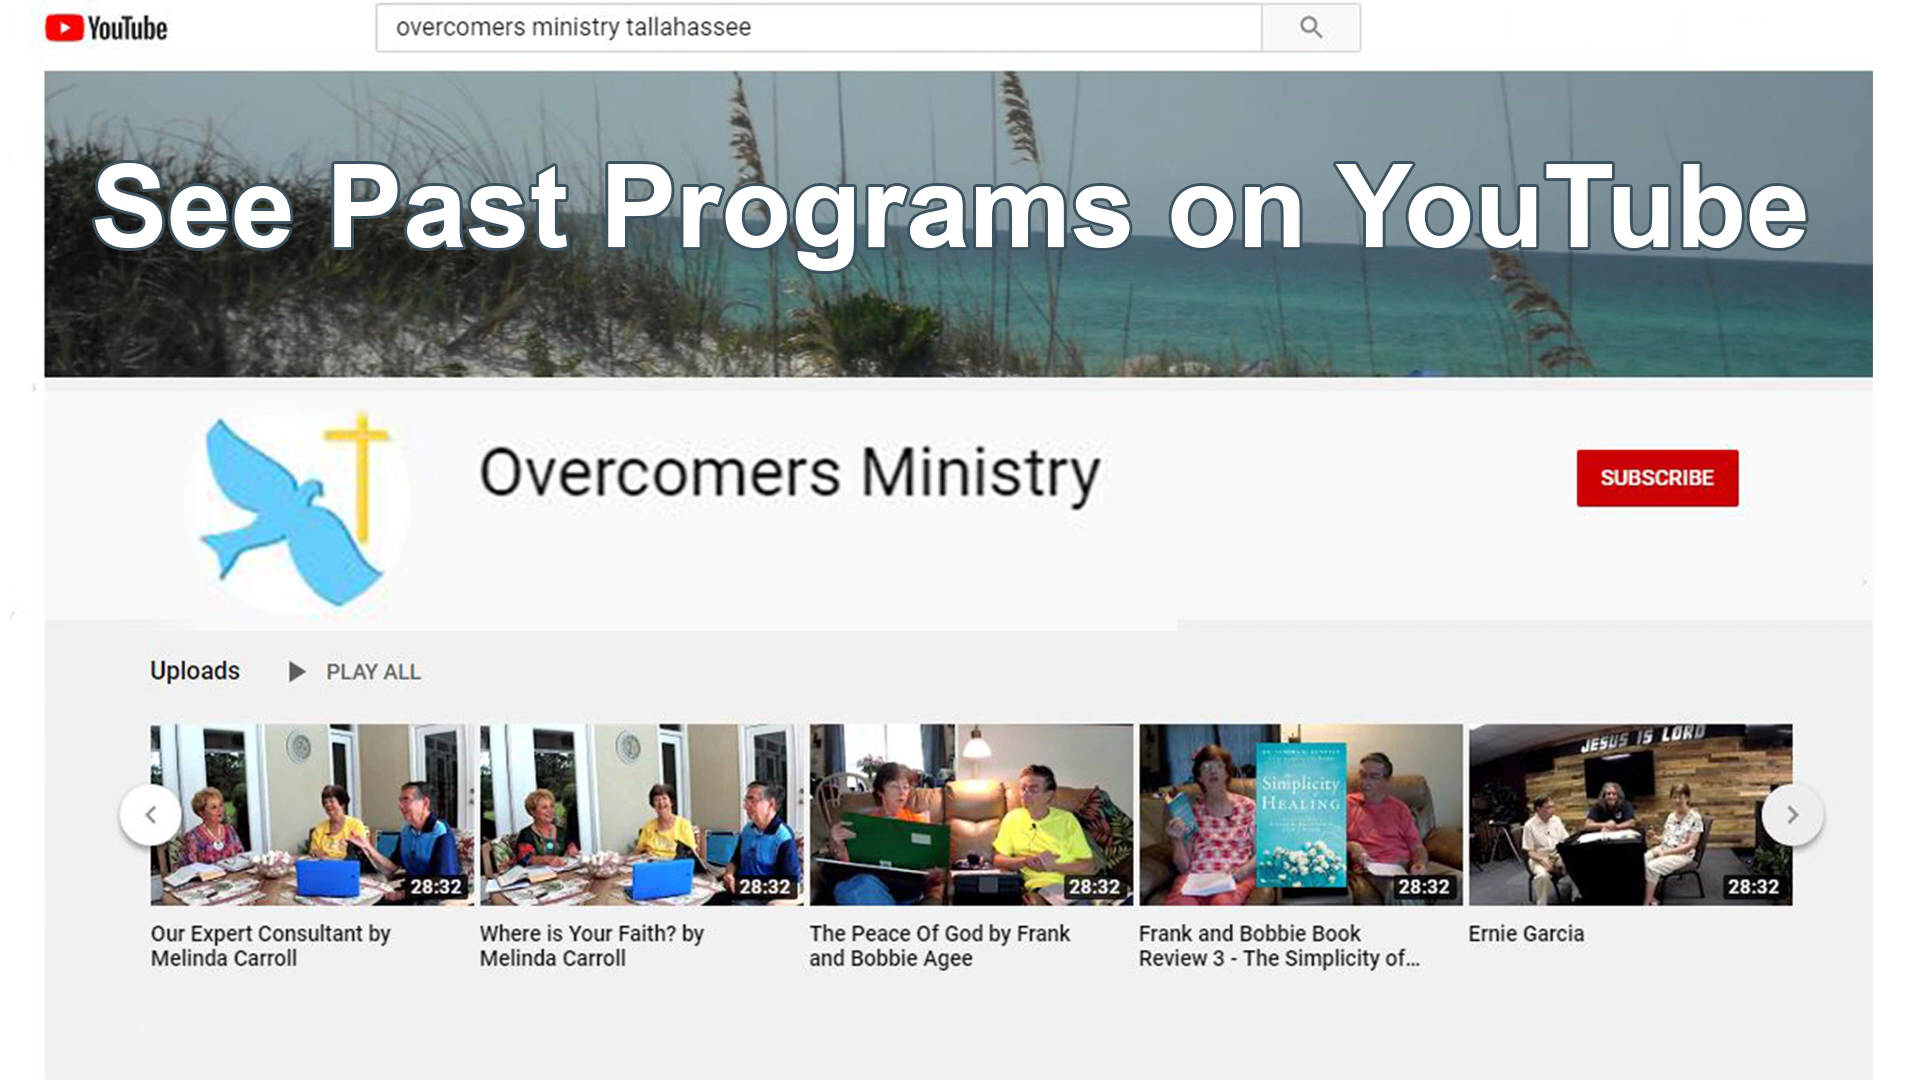 YouTube
overcomers ministry tallahassee
See Past Programs on YouTube
Overcomers Ministry
SUBSCRIBE
Uploads
PLAY ALL
Simplicity
HEALING
JESUS IS LORD
28:32
28:32
28:32
28:32
28:32
Our Expert Consultant by
Melinda Carroll
Where is Your Faith? by
Melinda Carroll
The Peace Of God by Frank
and Bobbie Agee
Frank and Bobbie Book
Review 3 - The Simplicity of...
Ernie Garcia